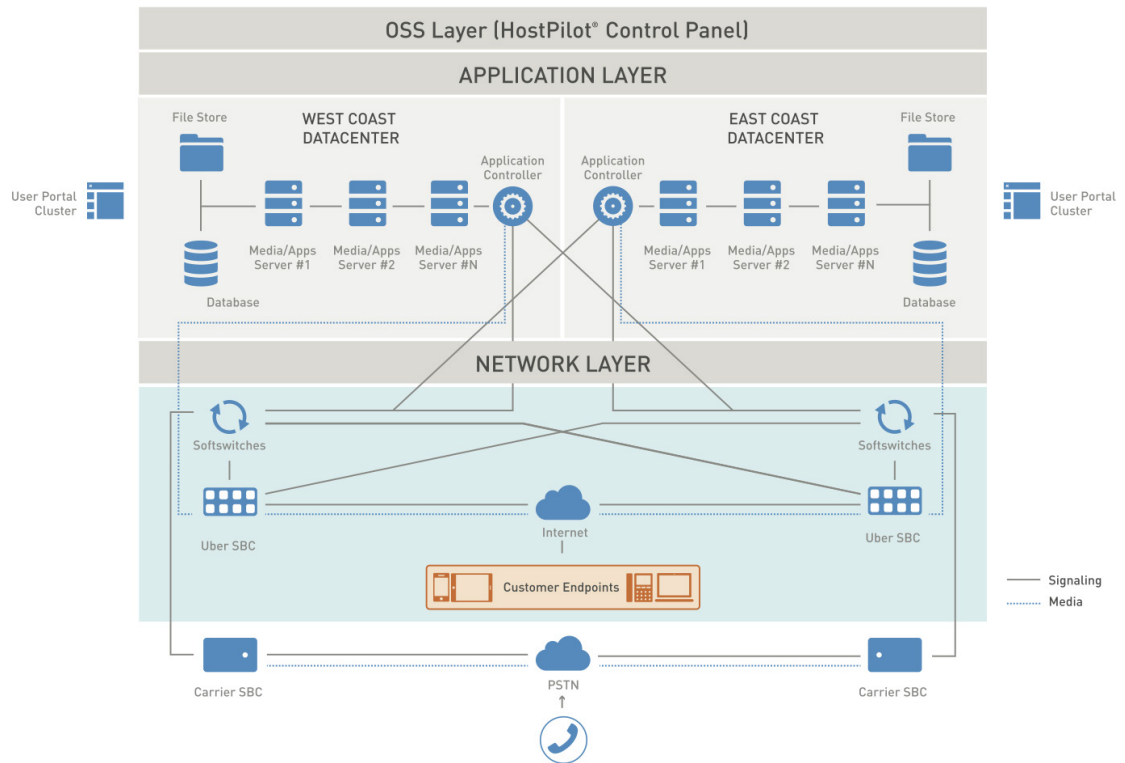 OSS Layer (HostPilot® Control Panel)
APPLICATION LAYER
WEST COAST
DATACENTER
EAST COAST
DATACENTER
File Store
File Store
Application
Controller
Application
Controller
User Portal
Cluster
User Portal
Cluster
Media/Apps
Server #1
Media/Apps
Server #2
Media/Apps
Server #N
Media/Apps
Server #1
Media/Apps
Server #2
Media/Apps
Server #N
Database
Database
NETWORK LAYER
Softswitches
Softswitches
Uber SBC
Internet
Uber SBC
Customer Endpoints
Signaling
Media
Carrier SBC
PSTN
Carrier SBC